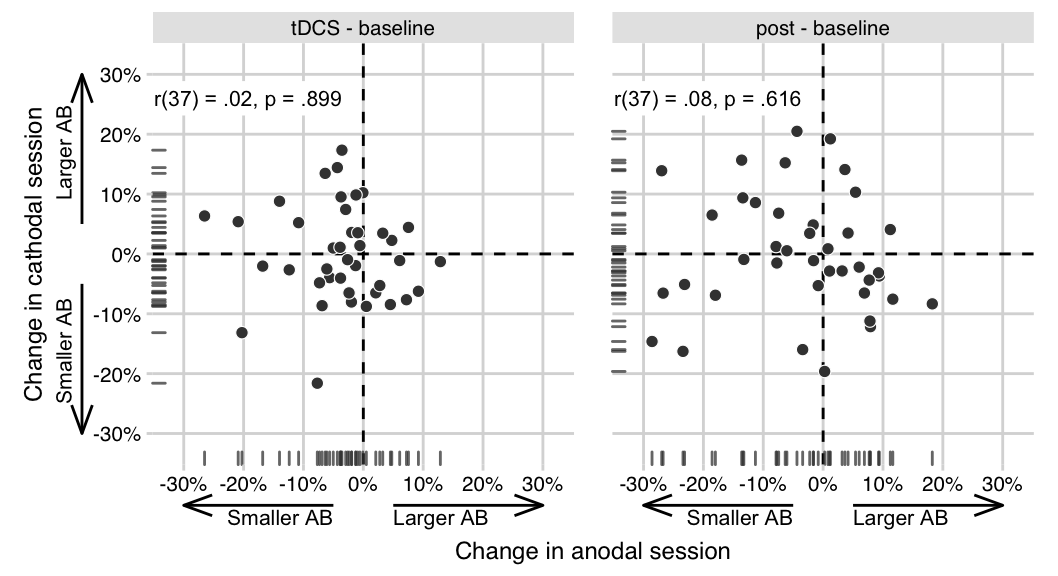 tDCS - baseline
post - baseline
r(37) = .02, p = .899
r(37) = .08, p = .616
Change in cathodal session
Larger AB
Smaller AB
30%
20%
10%
0%
-10%
-20%
-30%
-30% -20% -10% 0% 10% 20% 30%
-30% -20% -10% 0% 10% 20% 30%
Smaller AB Larger AB
Smaller AB Larger AB
Change in anodal session